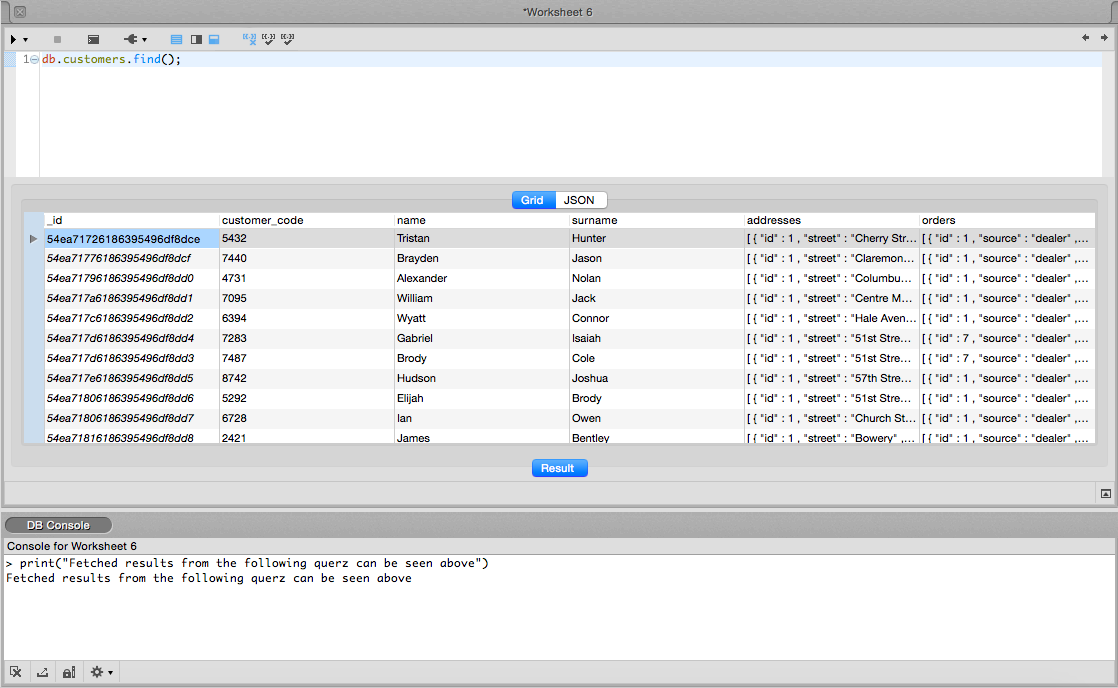 *Worksheet 6
1 db.customers.find();
Grid JSON
_id customer_code name surname addresses orders
54ea71726186395496df8dce 5432 Tristan Hunter [ { "id" : 1 , "street" : "Cherry Str... [ { "id" : 1 , "source" : "dealer" ,...
54ea71776186395496df8dcf 7440 Brayden Jason [ { "id" : 1 , "street" : "Claremon... [ { "id" : 1 , "source" : "dealer" ,...
54ea71796186395496df8dd0 4731 Alexander Nolan [ { "id" : 1 , "street" : "Columbu... [ { "id" : 1 , "source" : "dealer" ,...
54ea717a6186395496df8dd1 7095 William Jack [ { "id" : 1 , "street" : "Centre M... [ { "id" : 1 , "source" : "dealer" ,...
54ea717c6186395496df8dd2 6394 Wyatt Connor [ { "id" : 1 , "street" : "Hale Aven... [ { "id" : 1 , "source" : "dealer" ,...
54ea717d6186395496df8dd4 7283 Gabriel Isaiah [ { "id" : 1 , "street" : "51st Stre... [ { "id" : 7 , "source" : "dealer" ,...
54ea717d6186395496df8dd3 7487 Brody Cole [ { "id" : 1 , "street" : "51st Stre... [ { "id" : 7 , "source" : "dealer" ,...
54ea717e6186395496df8dd5 8742 Hudson Joshua [ { "id" : 1 , "street" : "57th Stre... [ { "id" : 1 , "source" : "dealer" ,...
54ea71806186395496df8dd6 5292 Elijah Brody [ { "id" : 1 , "street" : "51st Stre... [ { "id" : 1 , "source" : "dealer" ,...
54ea71806186395496df8dd7 6728 Ian Owen [ { "id" : 1 , "street" : "Church St... [ { "id" : 1 , "source" : "dealer" ,...
54ea71816186395496df8dd8 2421 James Bentley [ { "id" : 1 , "street" : "Bowery" ,... [ { "id" : 1 , "source" : "dealer" ,...
Result
DB Console
Console for Worksheet 6
> print("Fetched results from the following querz can be seen above")
Fetched results from the following querz can be seen above